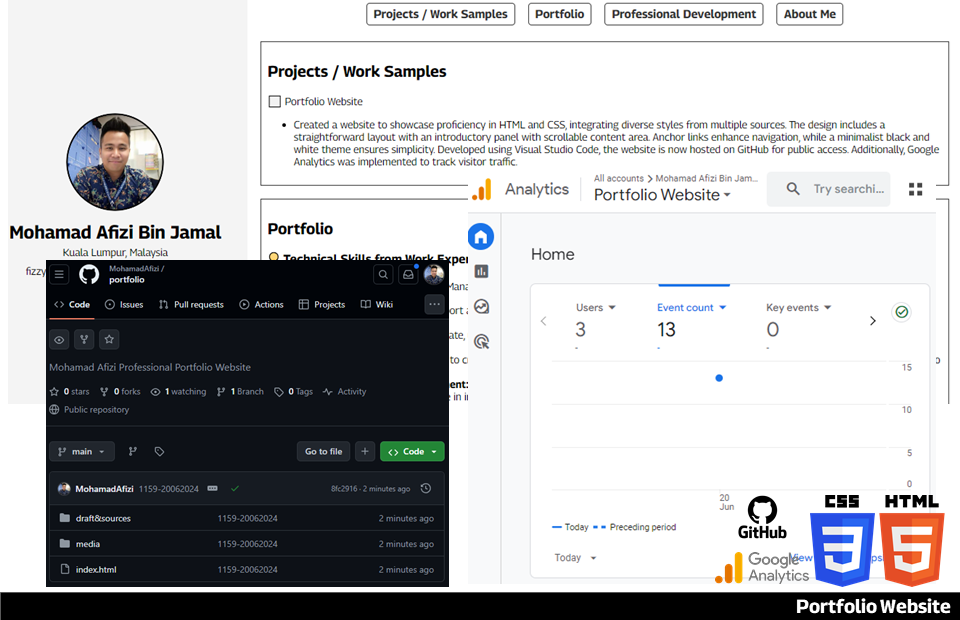 Projects / Work Samples
Portfolio
Professional Development
About Me
Projects / Work Samples
Portfolio Website
Created a website to showcase proficiency in HTML and CSS, integrating diverse styles from multiple sources. The design includes a
straightforward layout with an introductory panel with scrollable content area. Anchor links enhance navigation, while a minimalist black and
white theme ensures simplicity. Developed using Visual Studio Code, the website is now hosted on GitHub for public access. Additionally, Google
Analytics was implemented to track visitor traffic.
Mohamad Afizi Bin Jamal
Kuala Lumpur, Malaysia
fizzy
Portfolio
Technical Skills from Work Exper
MohamadAfizi /
portfolio
Code
Issues
Pull requests
Actions
Projects
Wiki
Mohamad Afizi Professional Portfolio Website
0 stars
0 forks
1 watching
1 Branch
0 Tags
Activity
Public repository
main
Go to file
Code
MohamadAfizi
1159-20062024
8fc2916 · 2 minutes ago
draft&sources
1159-20062024
2 minutes ago
media
1159-20062024
2 minutes ago
index.html
1159-20062024
2 minutes ago
Analytics
All accounts > Mohamad Afizi Bin Jam...
Portfolio Website
Try searchi...
Home
Users
3
-
Event count
13
-
Key events
0
-
15
10
5
0
20
Jun
Today
Preceding period
Today
GitHub
Google
Analytics
CSS
HTML
Portfolio Website